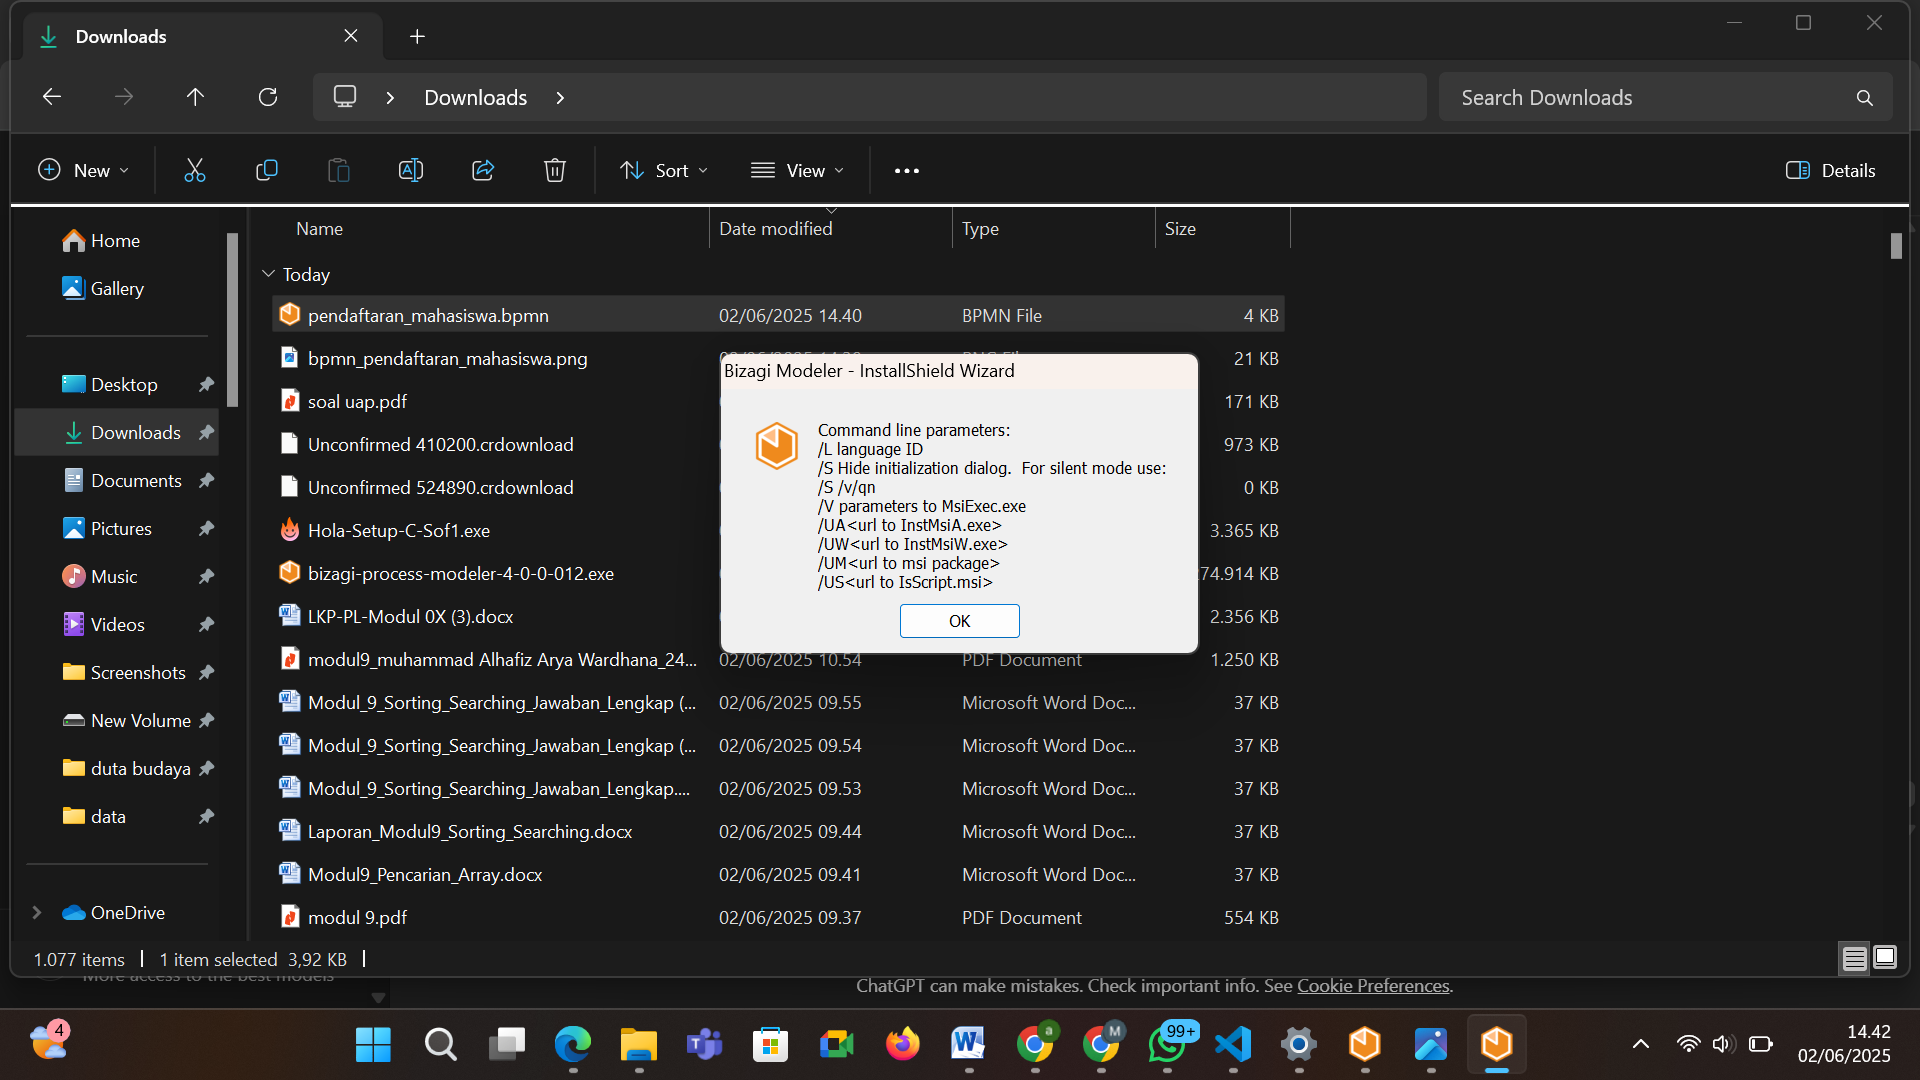 Downloads
Downloads
Search Downloads
New
Sort
View
Details
Home
Gallery
Desktop
Downloads
Documents
Pictures
Music
Videos
Screenshots
New Volume
duta budaya
data
OneDrive
Name Date modified Type Size
Today
pendaftaran_mahasiswa.bpmn 02/06/2025 14.40 BPMN File 4 KB
bpmn_pendaftaran_mahasiswa.png 21 KB
soal uap.pdf 171 KB
Unconfirmed 410200.crdownload 973 KB
Unconfirmed 524890.crdownload 0 KB
Hola-Setup-C-Sof1.exe 3.365 KB
bizagi-process-modeler-4-0-0-012.exe 74.914 KB
LKP-PL-Modul 0X (3).docx 2.356 KB
modul9_muhammad Alhafiz Arya Wardhana_24... 02/06/2025 10.54 PDF Document 1.250 KB
Modul_9_Sorting_Searching_Jawaban_Lengkap (... 02/06/2025 09.55 Microsoft Word Doc... 37 KB
Modul_9_Sorting_Searching_Jawaban_Lengkap (... 02/06/2025 09.54 Microsoft Word Doc... 37 KB
Modul_9_Sorting_Searching_Jawaban_Lengkap.... 02/06/2025 09.53 Microsoft Word Doc... 37 KB
Laporan_Modul9_Sorting_Searching.docx 02/06/2025 09.44 Microsoft Word Doc... 37 KB
Modul9_Pencarian_Array.docx 02/06/2025 09.41 Microsoft Word Doc... 37 KB
modul 9.pdf 02/06/2025 09.37 PDF Document 554 KB
Bizagi Modeler - InstallShield Wizard
Command line parameters:
/L language ID
/S Hide initialization dialog. For silent mode use:
/S /v/qn
/V parameters to MsiExec.exe
/UA<url to InstMsiA.exe>
/UW<url to InstMsiW.exe>
/UM<url to msi package>
/US<url to IsScript.msi>
OK
1.077 items 1 item selected 3,92 KB
More access to the best models
ChatGPT can make mistakes. Check important info. See Cookie Preferences.
4
a
M
99+
14.42
02/06/2025